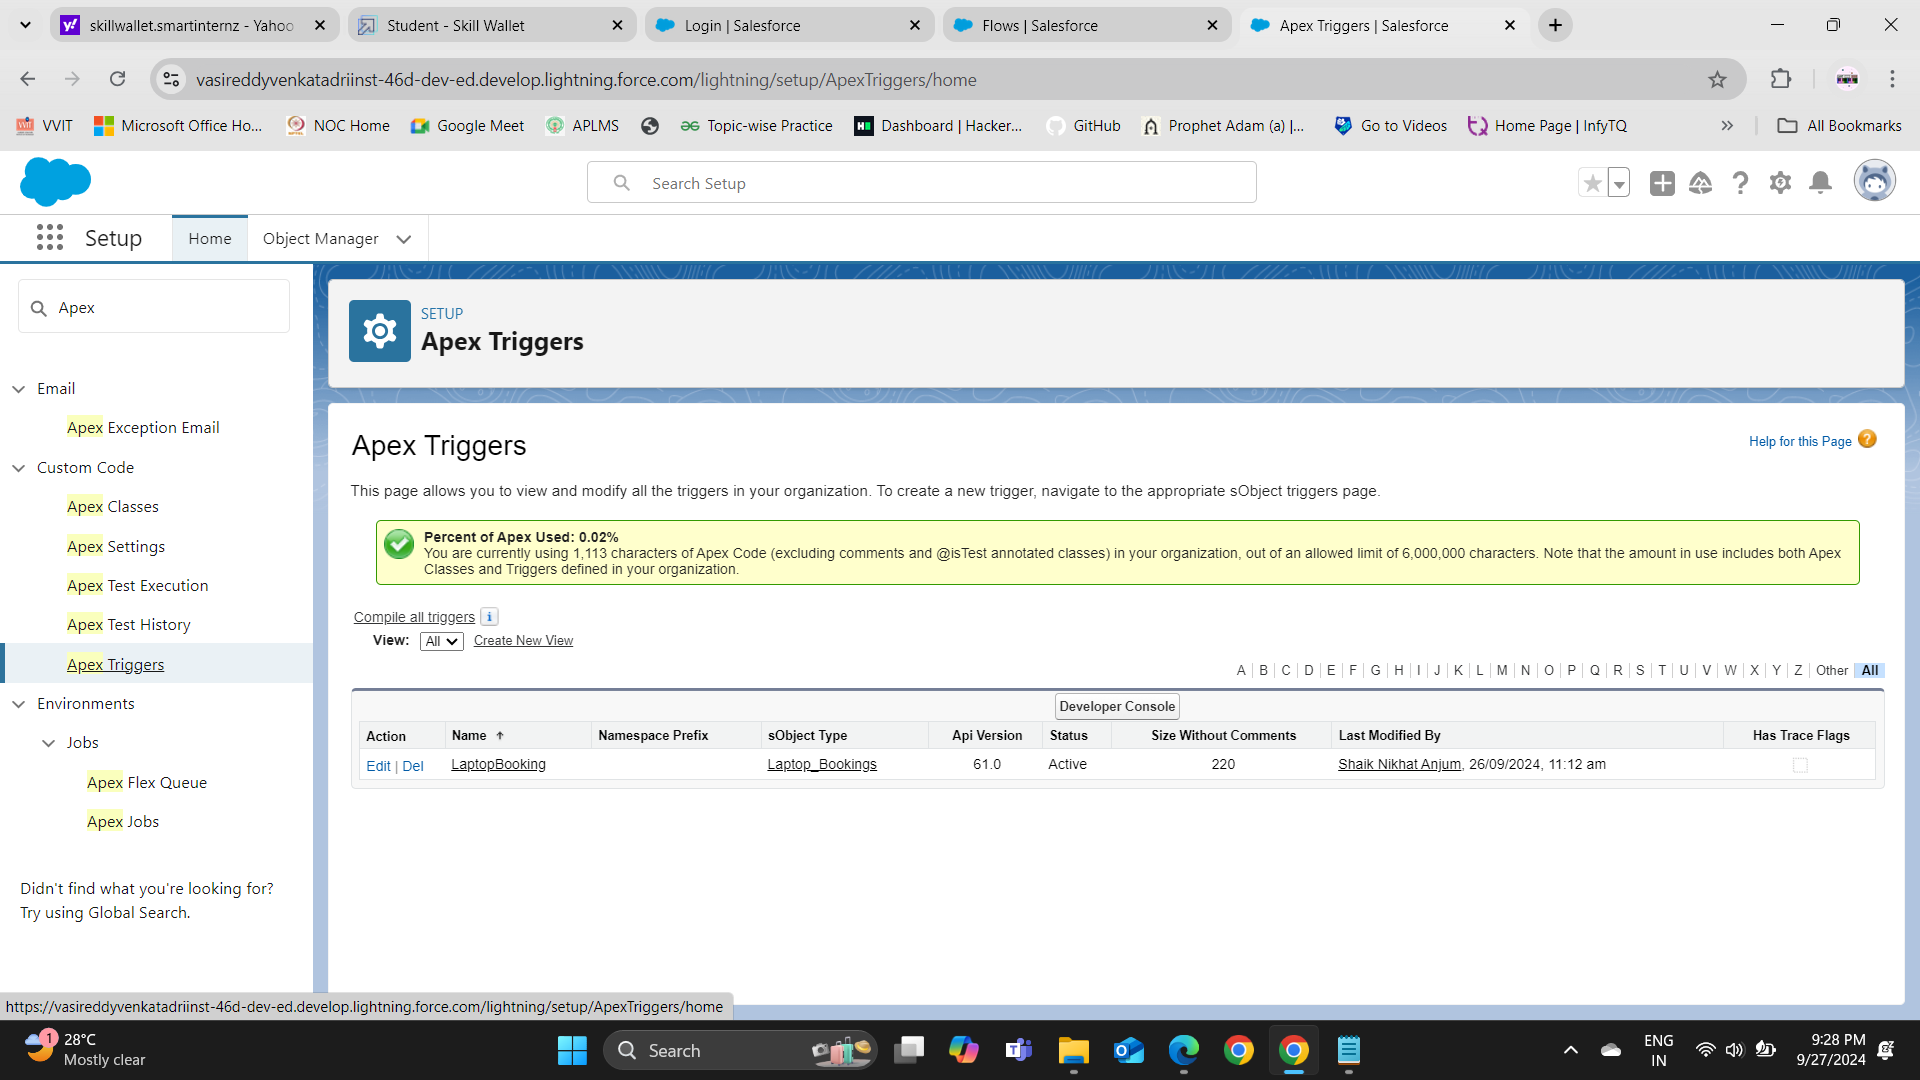 skillwallet.smartinternz - Yahoo
Student - Skill Wallet
Login | Salesforce
Flows | Salesforce
Apex Triggers | Salesforce
vasireddyvenkatadriinst-46d-dev-ed.develop.lightning.force.com/lightning/setup/ApexTriggers/home
VVIT
Microsoft Office Ho...
NOC Home
Google Meet
APLMS
Topic-wise Practice
Dashboard | Hacker...
GitHub
Prophet Adam (a) |...
Go to Videos
Home Page | InfyTQ
All Bookmarks
Search Setup
Setup
Home
Object Manager
Apex
Email
Apex Exception Email
Custom Code
Apex Classes
Apex Settings
Apex Test Execution
Apex Test History
Apex Triggers
Environments
Jobs
Apex Flex Queue
Apex Jobs
Didn't find what you're looking for?
Try using Global Search.
SETUP
Apex Triggers
Apex Triggers
Help for this Page
This page allows you to view and modify all the triggers in your organization. To create a new trigger, navigate to the appropriate sObject triggers page.
Percent of Apex Used: 0.02%
You are currently using 1,113 characters of Apex Code (excluding comments and @isTest annotated classes) in your organization, out of an allowed limit of 6,000,000 characters. Note that the amount in use includes both Apex
Classes and Triggers defined in your organization.
Compile all triggers
View: All Create New View
A | B | C | D | E | F | G | H | I | J | K | L | M | N | O | P | Q | R | S | T | U | V | W | X | Y | Z | Other | All
Developer Console
Action Name Namespace Prefix sObject Type Api Version Status Size Without Comments Last Modified By Has Trace Flags
Edit | Del LaptopBooking Laptop_Bookings 61.0 Active 220 Shaik Nikhat Anjum, 26/09/2024, 11:12 am
https://vasireddyvenkatadriinst-46d-dev-ed.develop.lightning.force.com/lightning/setup/ApexTriggers/home
1
28°C
Mostly clear
Search
ENG
IN
9:28 PM
9/27/2024